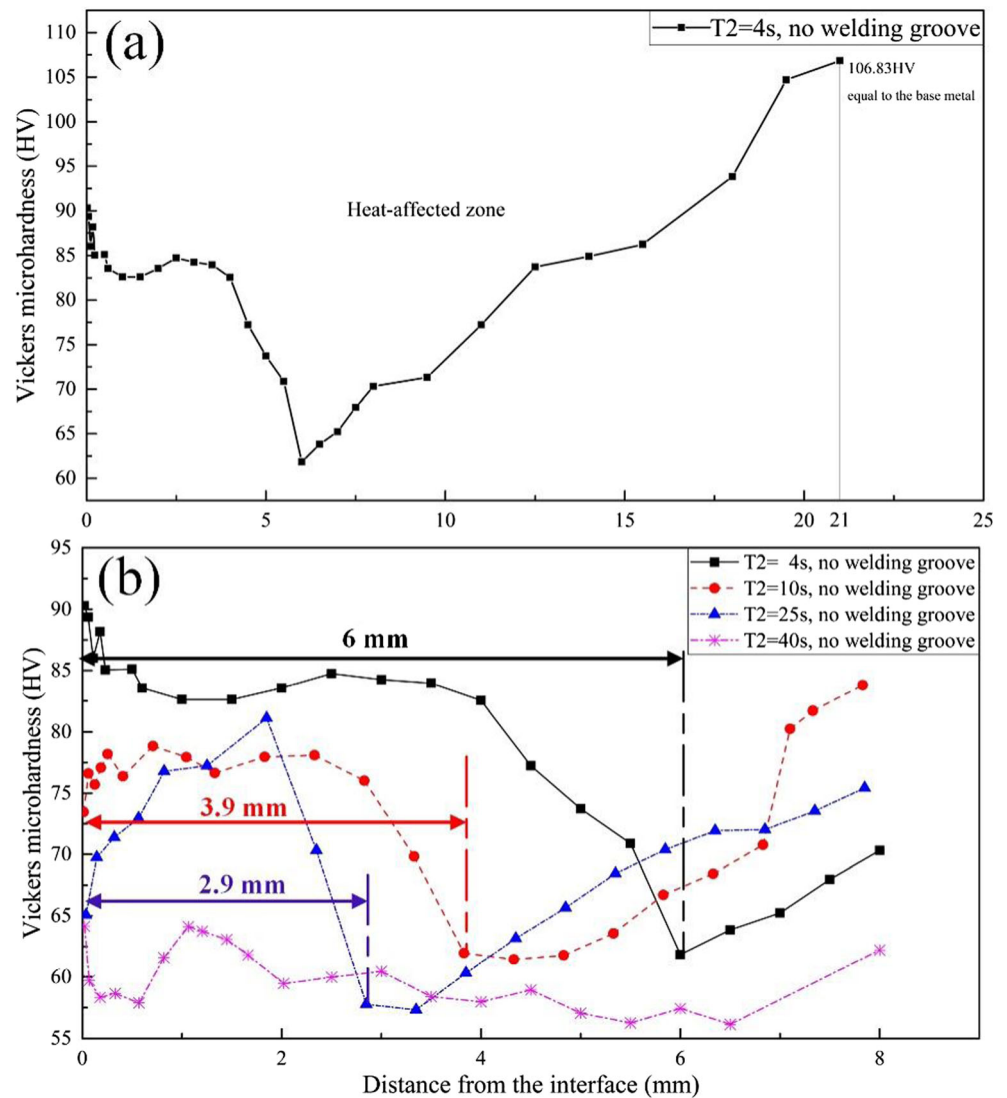 (a)
T2=4s, no welding groove
106.83HV
equal to the base metal
Heat-affected zone
Vickers microhardness (HV)
110
105
100
95
90
85
80
75
70
65
60
0 5 10 15 20 21 25
(b)
T2= 4s, no welding groove
T2=10s, no welding groove
T2=25s, no welding groove
T2=40s, no welding groove
6 mm
3.9 mm
2.9 mm
Vickers microhardness (HV)
95
90
85
80
75
70
65
60
55
0 2 4 6 8
Distance from the interface (mm)